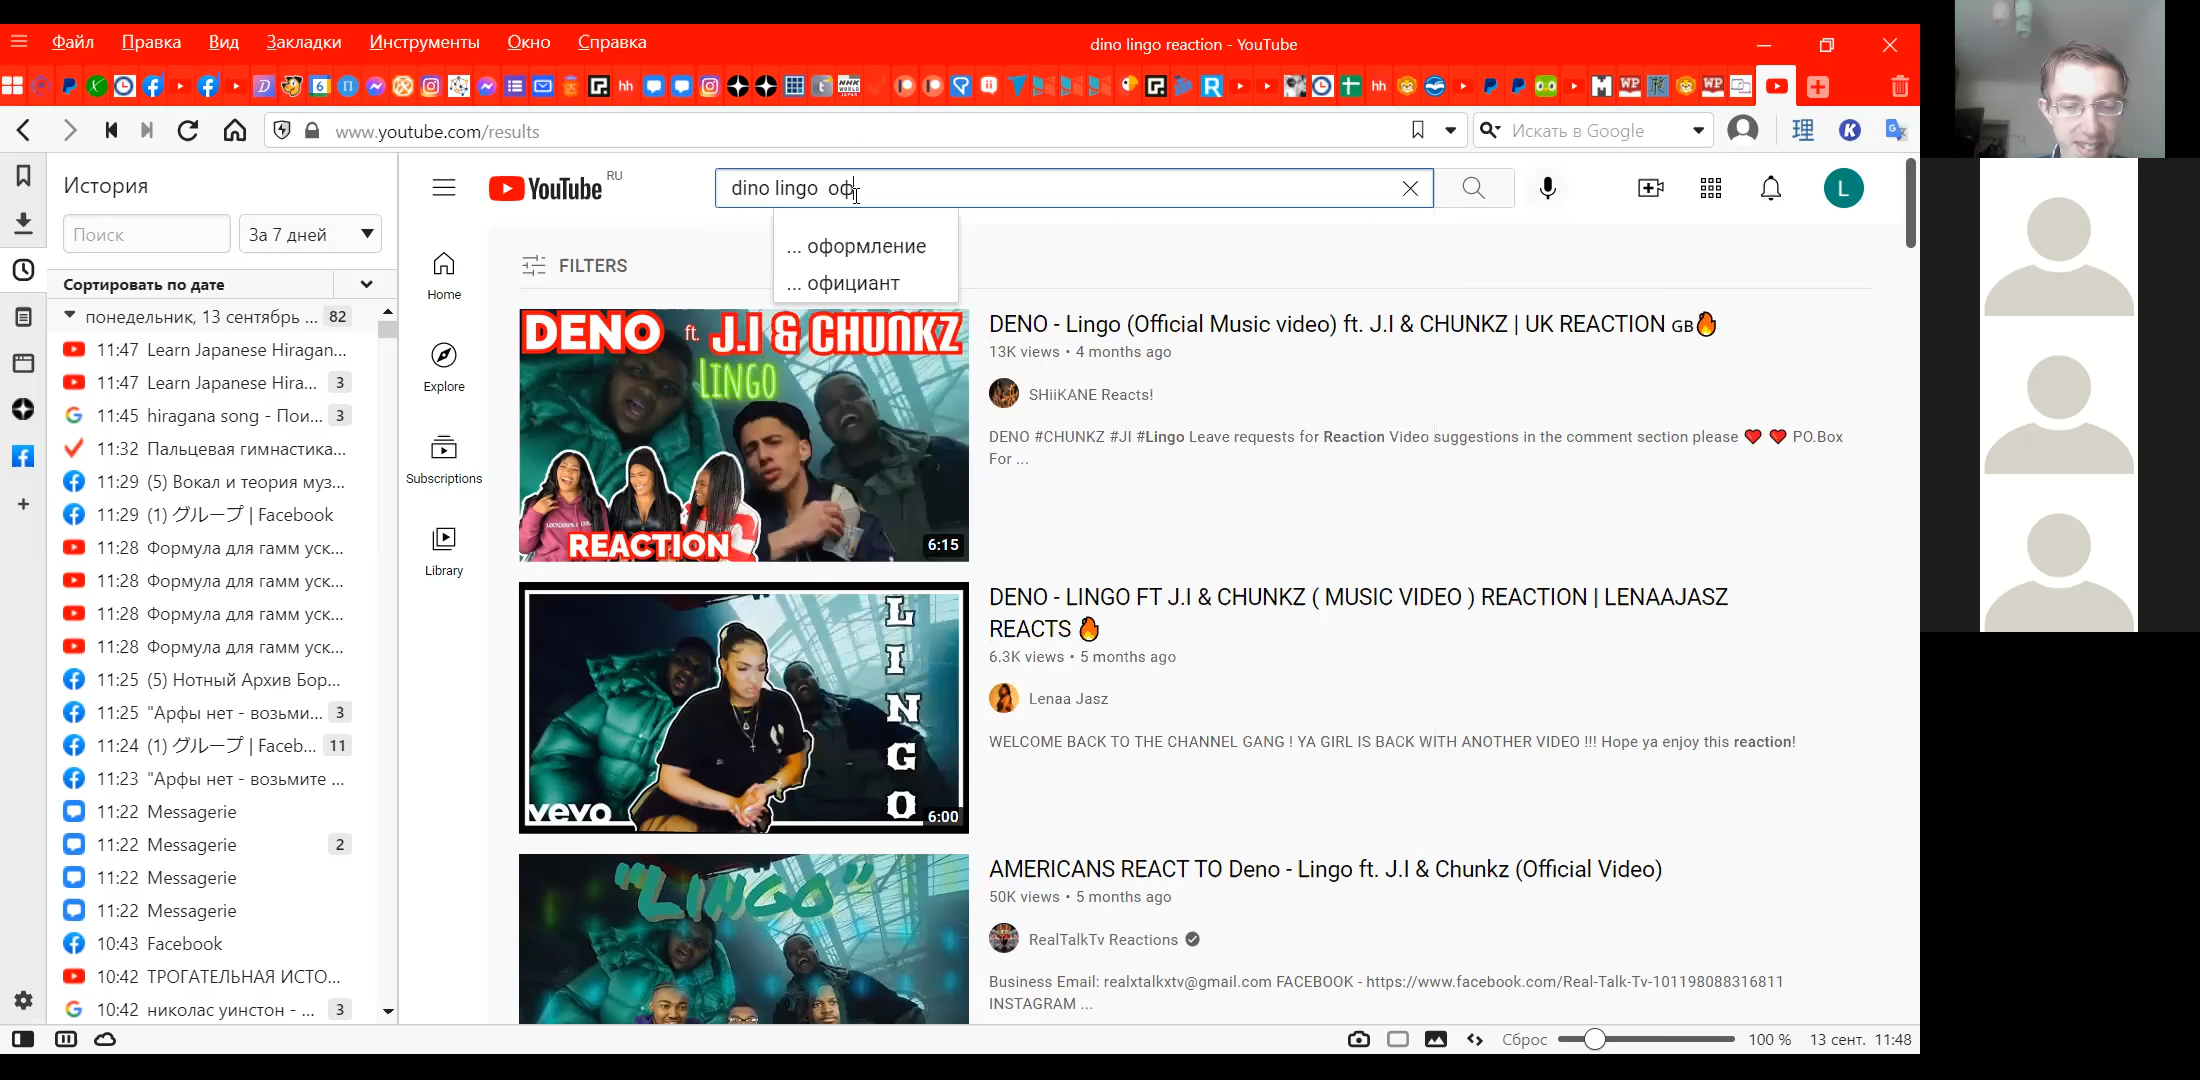 Файл Правка Вид Закладки Инструменты Окно Справка
dino lingo reaction - YouTube
www.youtube.com/results
Искать в Google
История
Поиск
За 7 дней
Сортировать по дате
понедельник, 13 сентябрь ... 82
11:47 Learn Japanese Hiragan...
11:47 Learn Japanese Hira... 3
11:45 hiragana song - Пои... 3
11:32 Пальцевая гимнастика...
11:29 (5) Вокал и теория муз...
11:29 (1) グループ | Facebook
11:28 Формула для гамм уск...
11:28 Формула для гамм уск...
11:28 Формула для гамм уск...
11:28 Формула для гамм уск...
11:25 (5) Нотный Архив Бор...
11:25 "Арфы нет - возьми... 3
11:24 (1) グループ | Faceb... 11
11:23 "Арфы нет - возьмите ...
11:22 Messagerie
11:22 Messagerie 2
11:22 Messagerie
11:22 Messagerie
10:43 Facebook
10:42 ТРОГАТЕЛЬНАЯ ИСТО...
10:42 николас уинстон - ... 3
YouTube RU
dino lingo  оф
L
... оформление
... официант
Home
Explore
Subscriptions
Library
FILTERS
DENO ft. J.I & CHUNKZ
LINGO
REACTION
6:15
DENO - Lingo (Official Music video) ft. J.I & CHUNKZ | UK REACTION GB🔥
13K views • 4 months ago
SHiiKANE Reacts!
DENO #CHUNKZ #JI #Lingo Leave requests for Reaction Video suggestions in the comment section please ❤ ❤ PO.Box
For ...
LINGO
vevo
6:00
DENO - LINGO FT J.I & CHUNKZ ( MUSIC VIDEO ) REACTION | LENAAJASZ
REACTS 🔥
6.3K views • 5 months ago
Lenaa Jasz
WELCOME BACK TO THE CHANNEL GANG ! YA GIRL IS BACK WITH ANOTHER VIDEO !!! Hope ya enjoy this reaction!
"LINGO"
AMERICANS REACT TO Deno - Lingo ft. J.I & Chunkz (Official Video)
50K views • 5 months ago
RealTalkTv Reactions
Business Email: realxtalkxtv@gmail.com FACEBOOK - https://www.facebook.com/Real-Talk-Tv-101198088316811
INSTAGRAM ...
Сброс 100 % 13 сент. 11:48